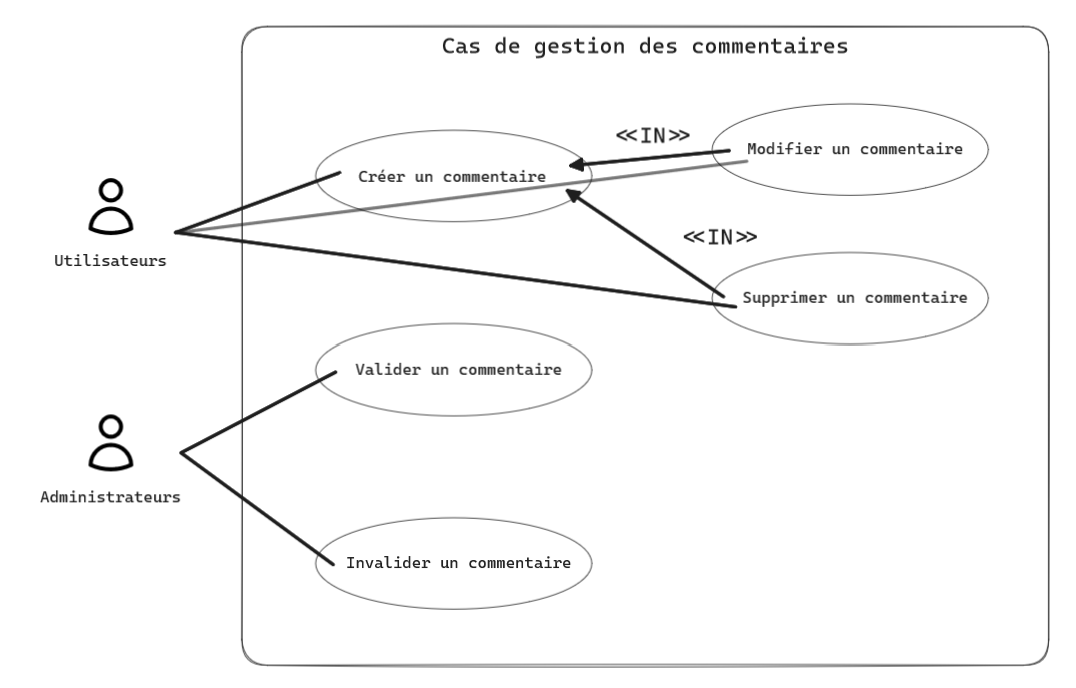 Cas de gestion des commentaires
<<IN>>
Modifier un commentaire
Créer un commentaire
<<IN>>
Utilisateurs
Supprimer un commentaire
Valider un commentaire
Administrateurs
Invalider un commentaire